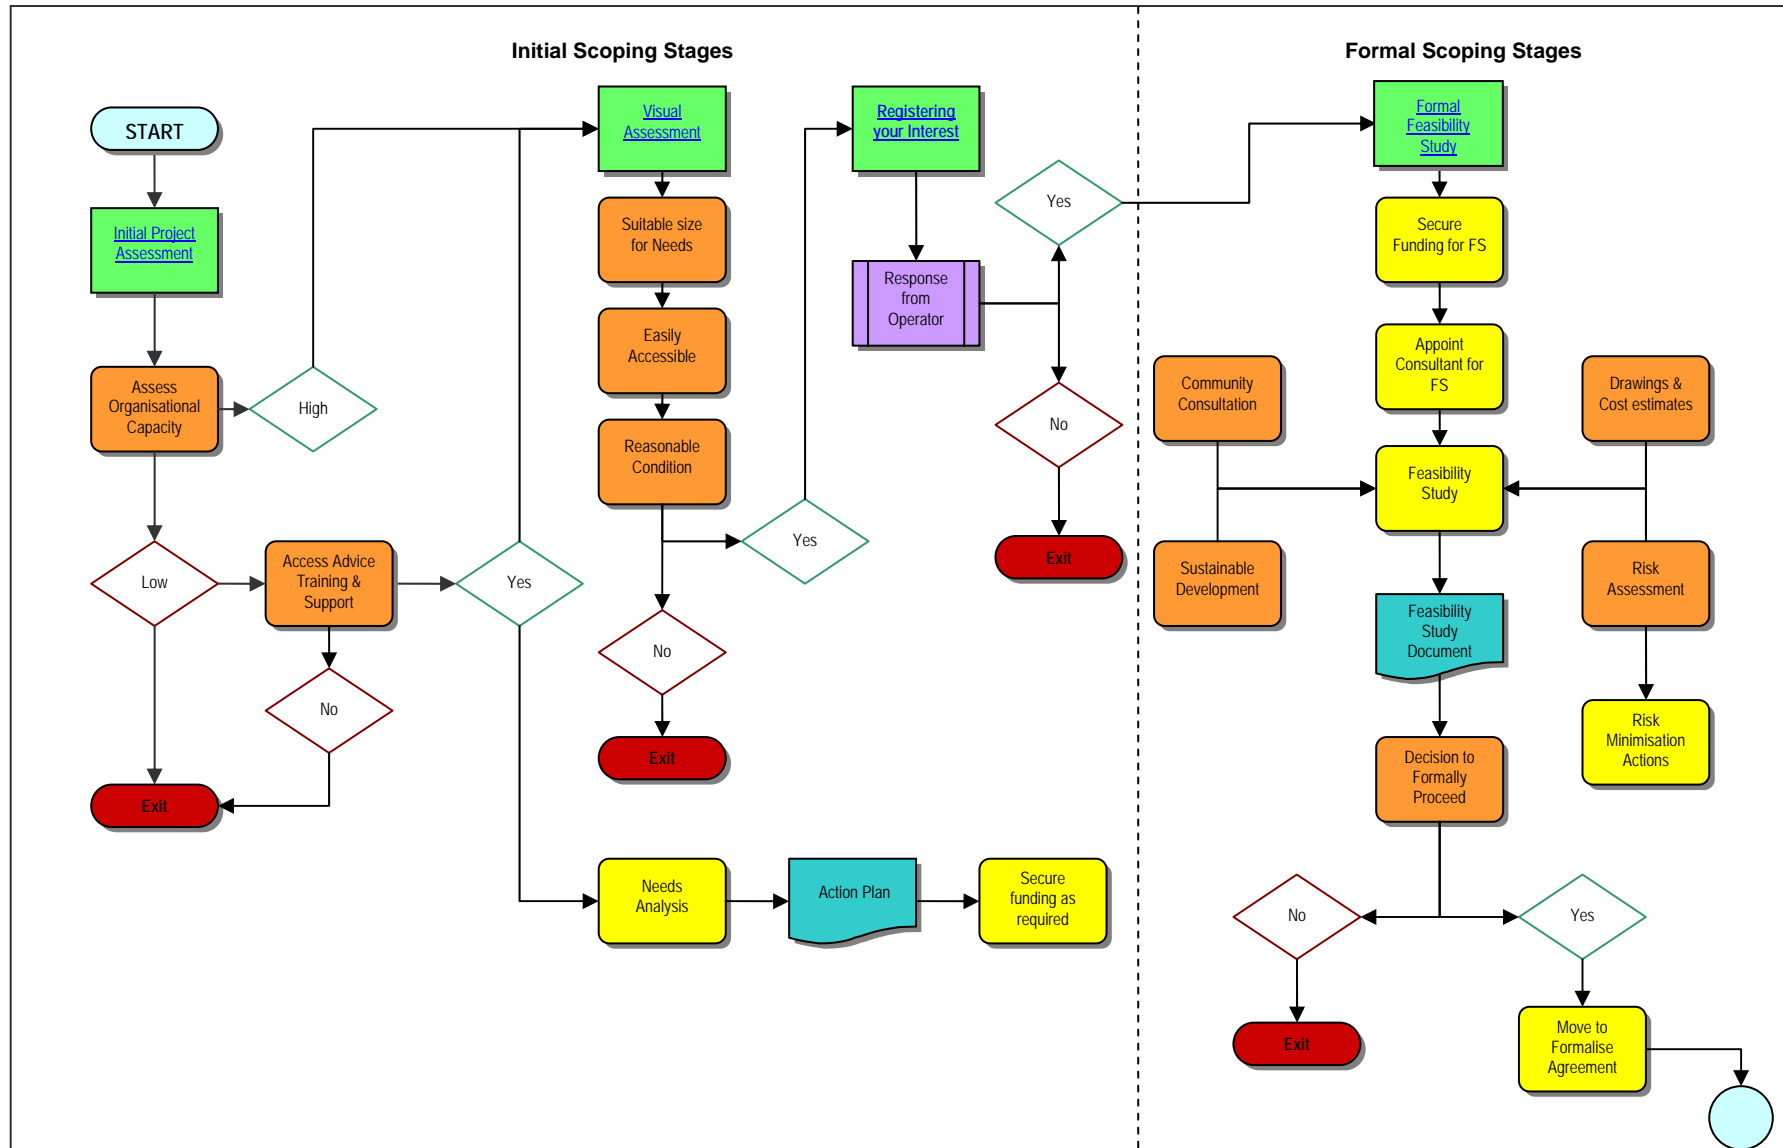 Initial Scoping Stages
Formal Scoping Stages
START
Initial Project
Assessment
Assess
Organisational
Capacity
High
Low
Access Advice
Training &
Support
No
Exit
Yes
Visual
Assessment
Suitable size
for Needs
Easily
Accessible
Reasonable
Condition
Yes
No
Exit
Needs
Analysis
Action Plan
Secure
funding as
required
Registering
your Interest
Response
from
Operator
Yes
No
Exit
Formal
Feasibility
Study
Secure
Funding for FS
Appoint
Consultant for
FS
Community
Consultation
Drawings &
Cost estimates
Feasibility
Study
Sustainable
Development
Risk
Assessment
Feasibility
Study
Document
Risk
Minimisation
Actions
Decision to
Formally
Proceed
No
Yes
Exit
Move to
Formalise
Agreement